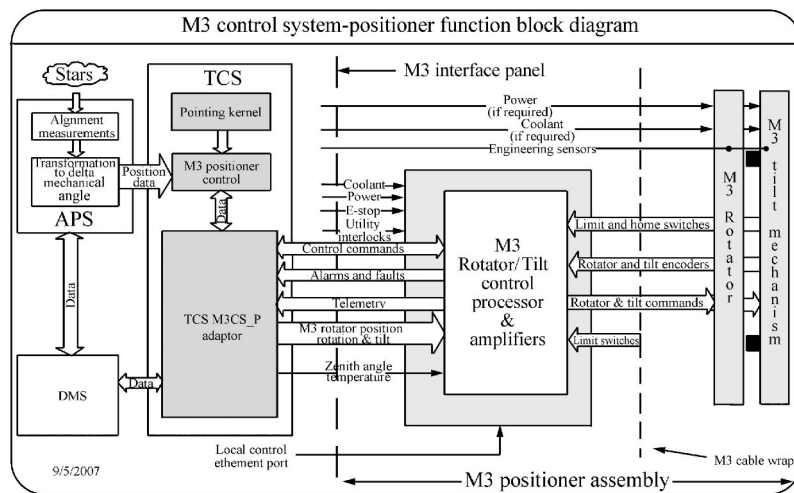 M3 control system-positioner function block diagram
Stars
TCS
M3 interface panel
Pointing kernel
Alignment
measurements
Transformation
to delta
mechanical
angle
APS
Position
data
M3 positioner
control
Data
Power
(if required)
Coolant
(if required)
Engineering sensors
Coolant
Power
E-stop
Utility
interlocks
Control commands
Alarms and faults
Telemetry
M3 rotator position
rotation & tilt
Zenith angle
temperature
TCS M3CS_P
adaptor
Data
DMS
Data
M3
Rotator/Tilt
control
processor
&
amplifiers
Limit and home switches
Rotator and tilt encoders
Rotator & tilt commands
Limit switches
M3 Rotator
M3 tilt mechanism
Local control
ethement port
M3 cable wrap
9/5/2007
M3 positioner assembly